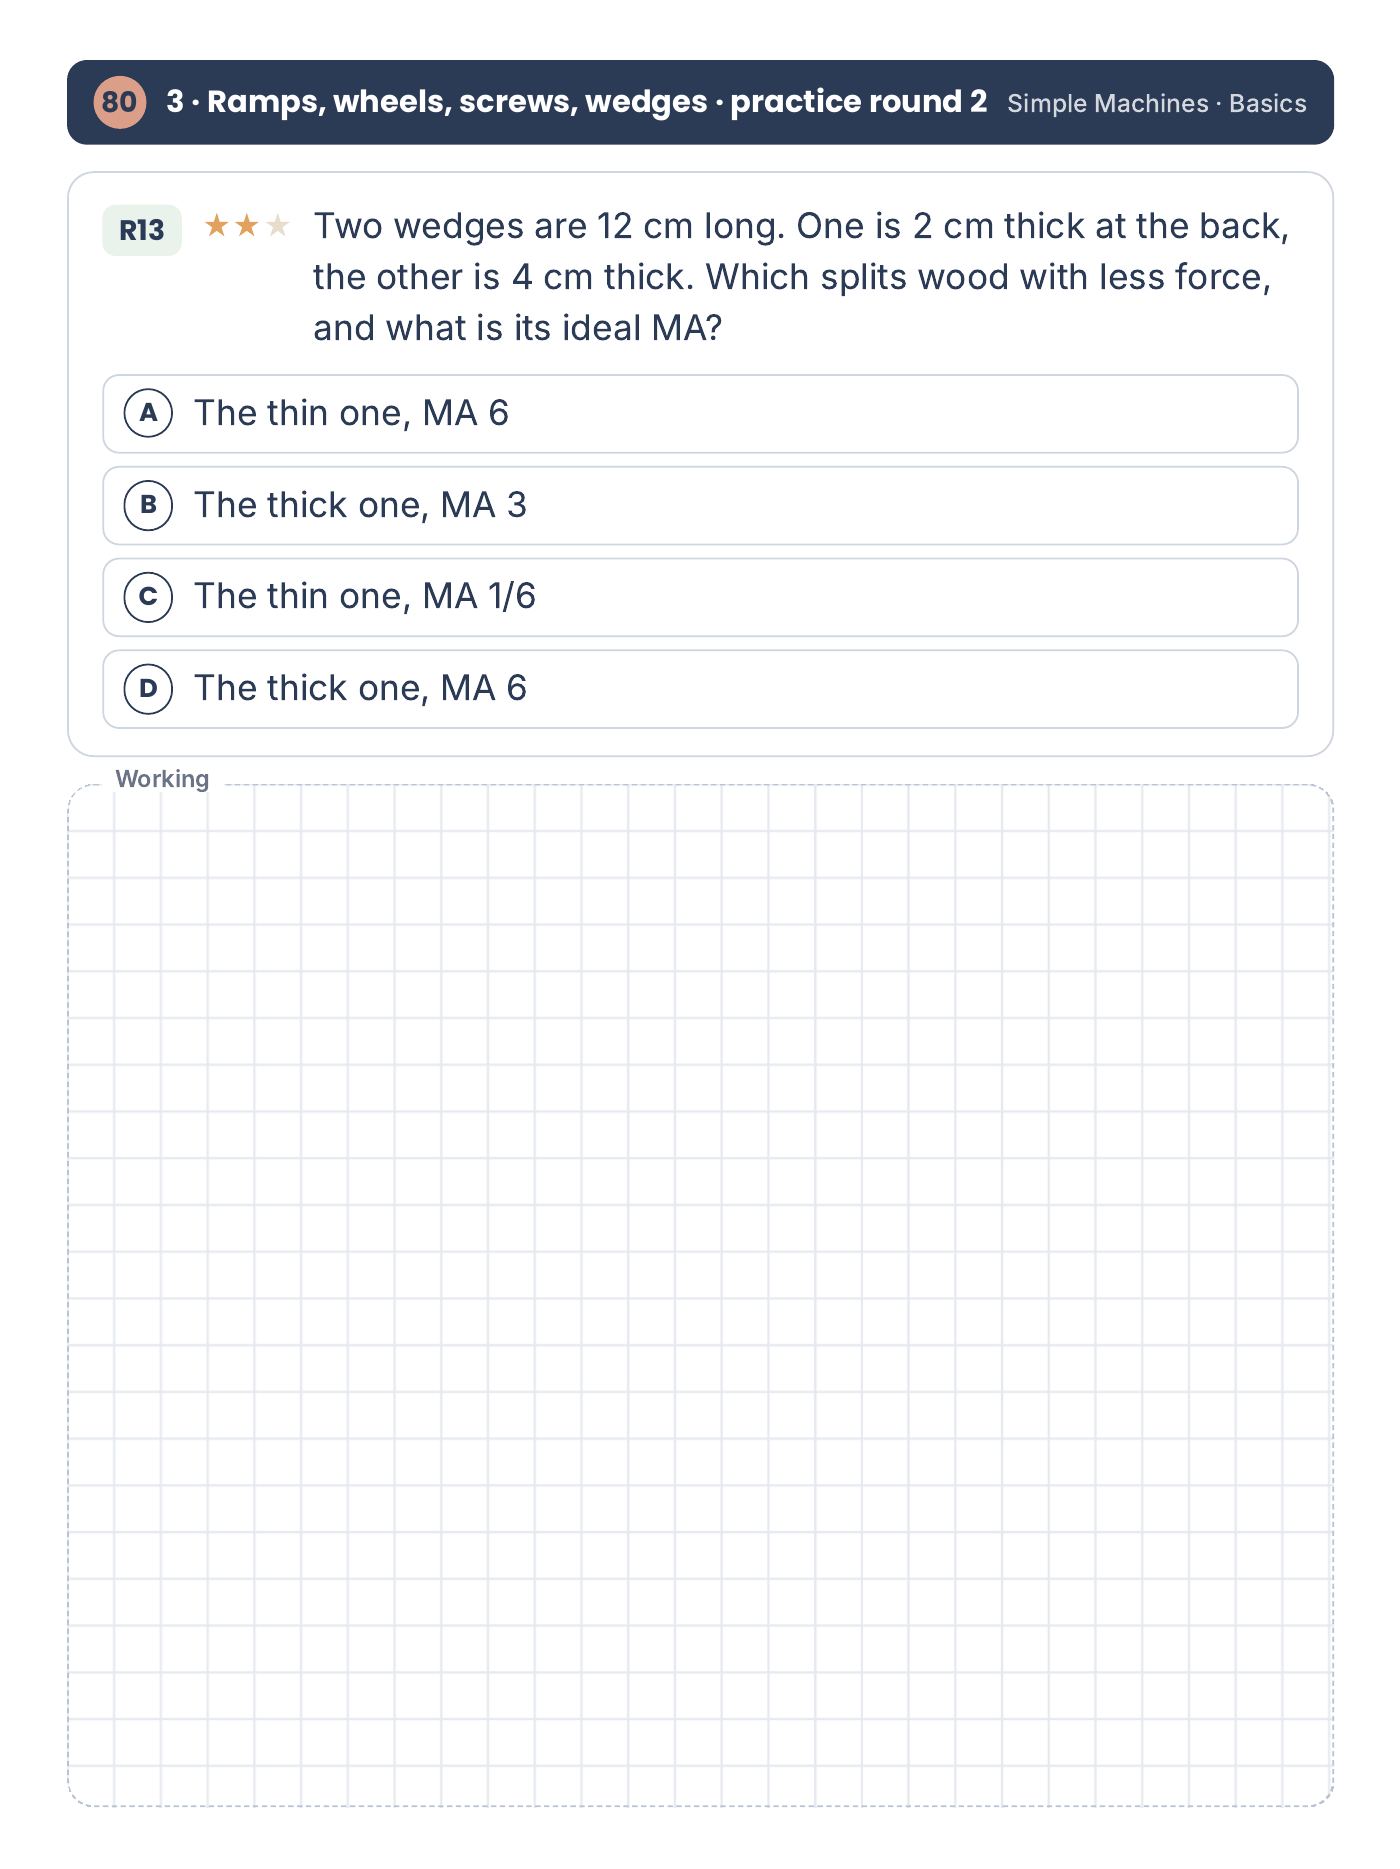 80 3 · Ramps, wheels, screws, wedges · practice round 2 Simple Machines · Basics
R13 ★★★ Two wedges are 12 cm long. One is 2 cm thick at the back,
the other is 4 cm thick. Which splits wood with less force,
and what is its ideal MA?
A The thin one, MA 6
B The thick one, MA 3
C The thin one, MA 1/6
D The thick one, MA 6
Working